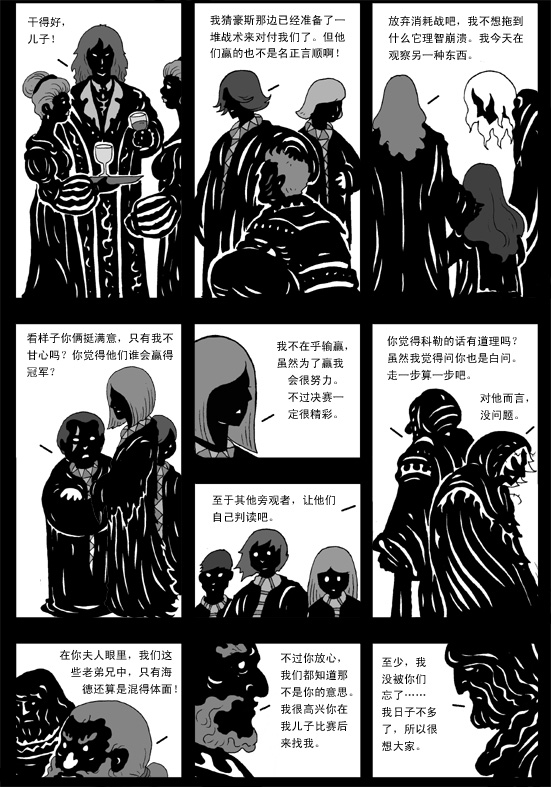 干得好，
儿子！
我猜豪斯那边已经准备了一
堆战术来对付我们了。但他
们赢的也不是名正言顺啊！
放弃消耗战吧，我不想拖到
什么它理智崩溃。我今天在
观察另一种东西。
看样子你俩挺满意，只有我不
甘心吗？你觉得他们谁会赢得
冠军？
我不在乎输赢，
虽然为了赢我
会很努力。
不过决赛一
定很精彩。
至于其他旁观者，让他们
自己判读吧。
你觉得科勒的话有道理吗？
虽然我觉得问你也是白问。
走一步算一步吧。
对他而言，
没问题。
在你夫人眼里，我们这
些老弟兄中，只有海
德还算是混得体面！
不过你放心，
我们都知道那
不是你的意思。
我很高兴你在
我儿子比赛后
来找我。
至少，我
没被你们
忘了……
我日子不多
了，所以很
想大家。